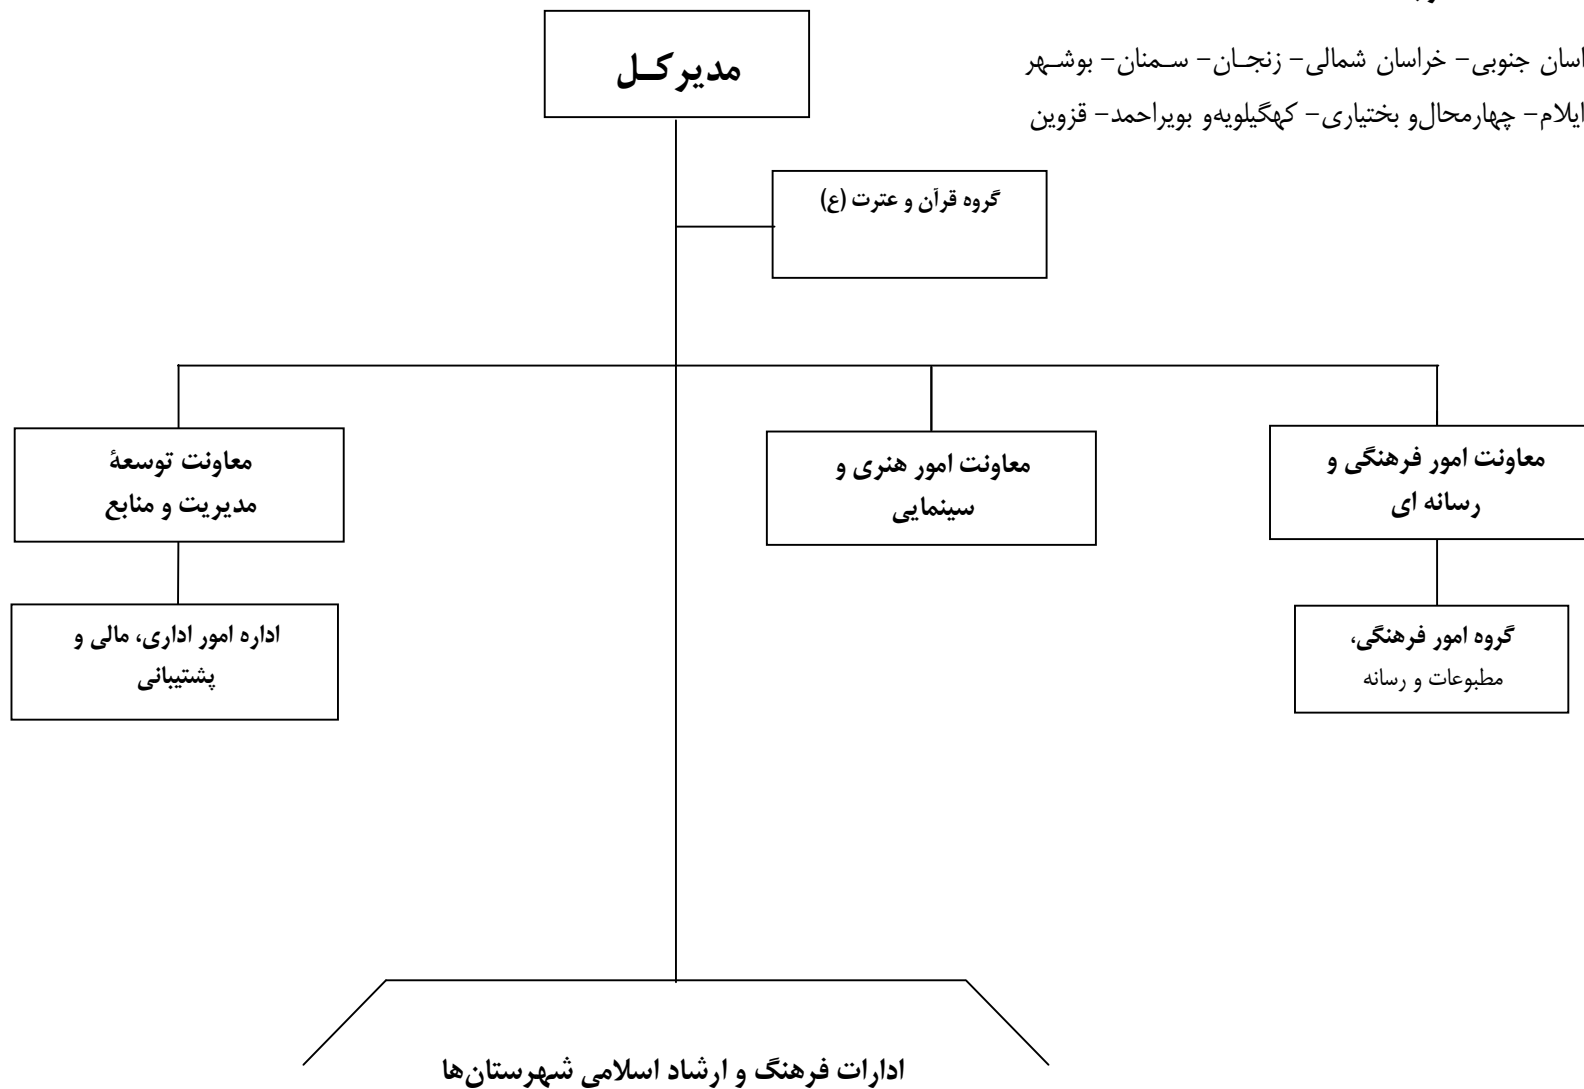 مدیرکـل
اسان جنوبی- خراسان شمالی- زنجـان- سـمنان- بوشـهر
ایلام- چهارمحال‌و بختیاری- کهگیلویه‌و بویراحمد- قزوین
گروه قرآن و عترت (ع)
معاونت امور فرهنگی و
رسانه ای
معاونت امور هنری و
سینمایی
معاونت توسعهٔ
مدیریت و منابع
گروه امور فرهنگی،
مطبوعات و رسانه
اداره امور اداری، مالی و
پشتیبانی
ادارات فرهنگ و ارشاد اسلامی شهرستان‌ها